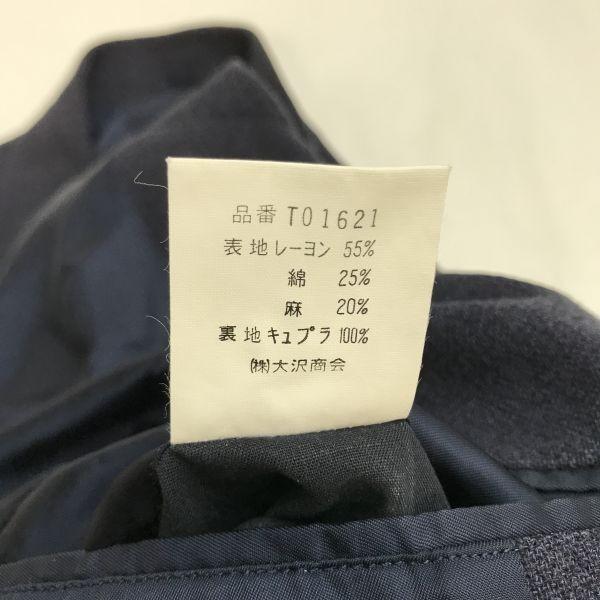 品番 T01621
表地レーヨン 55%
綿 25%
麻 20%
裏地キュプラ 100%
㈱大沢商会